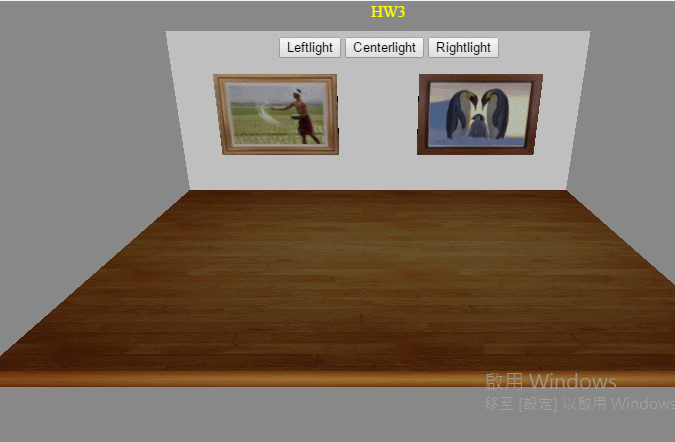 HW3
Leftlight Centerlight Rightlight
啟用 Windows
移至 [設定] 以啟用 Windows